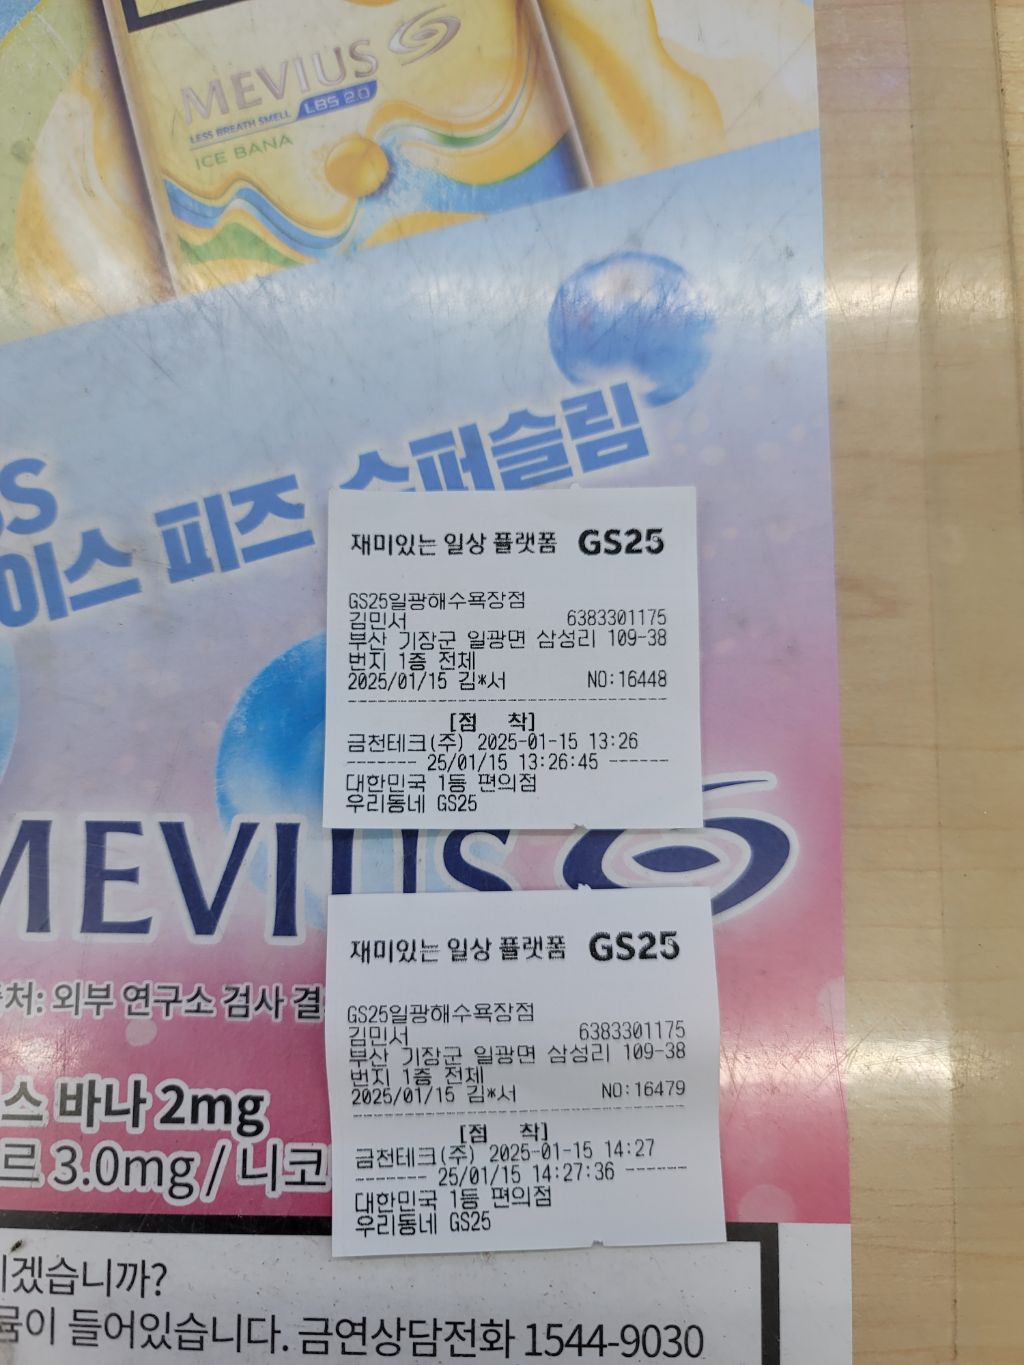 MEVIUS
LESS BREATH SMELL LBS 2.0
ICE BANA
이스 피즈 수퍼슬림
재미있는 일상 플랫폼 GS25
GS25일광해수욕장점
김민서 6383301175
부산 기장군 일광면 삼성리 109-38
번지 1층 전체
2025/01/15 김*서 NO:16448
[점 착]
금천테크(주) 2025-01-15 13:26
------- 25/01/15 13:26:45 ------
대한민국 1등 편의점
우리동네 GS25
MEVIUS
재미있는 일상 플랫폼 GS25
GS25일광해수욕장점
김민서 6383301175
부산 기장군 일광면 삼성리 109-38
번지 1층 전체
2025/01/15 김*서 NO:16479
[점 착]
금천테크(주) 2025-01-15 14:27
------- 25/01/15 14:27:36 ------
대한민국 1등 편의점
우리동네 GS25
처: 외부 연구소 검사 결
스 바나 2mg
르 3.0mg / 니코
겠습니까?
이 들어있습니다. 금연상담전화 1544-9030